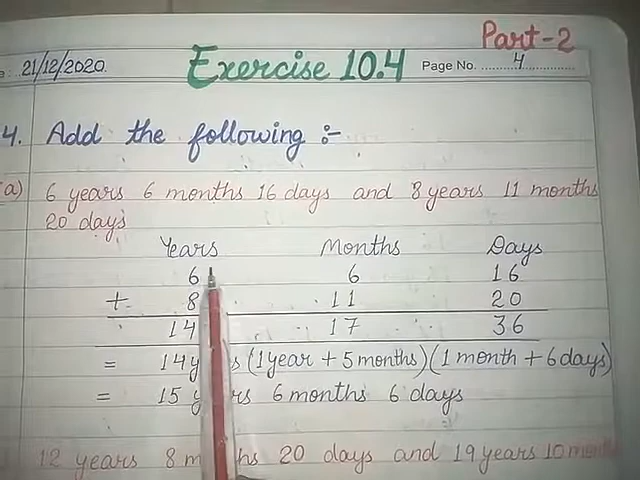 Part-2
: 21/12/2020. Exercise 10.4 Page No. 4
4. Add the following :-
a) 6 years 6 months 16 days and 8 years 11 months
20 days
Years Months Days
6 6 16
+ 8 11 20
14 17 36
= 14 (1 year + 5 months) (1 month + 6 days)
= 15 6 months 6 days
12 years 8 20 days and 19 years 10 months